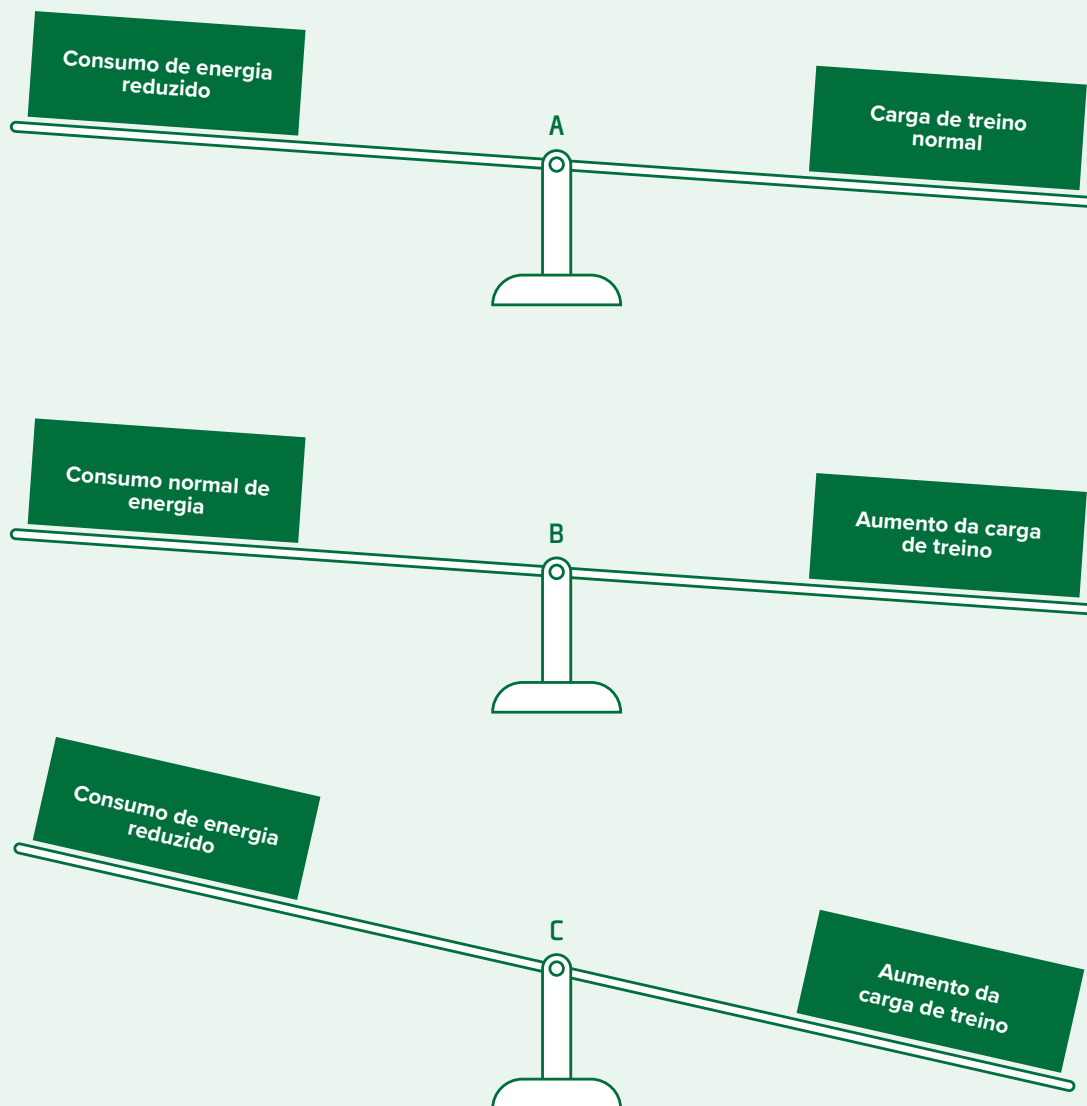 Consumo de energia
reduzido
A
Carga de treino
normal
Consumo normal de
energia
B
Aumento da carga
de treino
Consumo de energia
reduzido
C
Aumento da
carga de treino